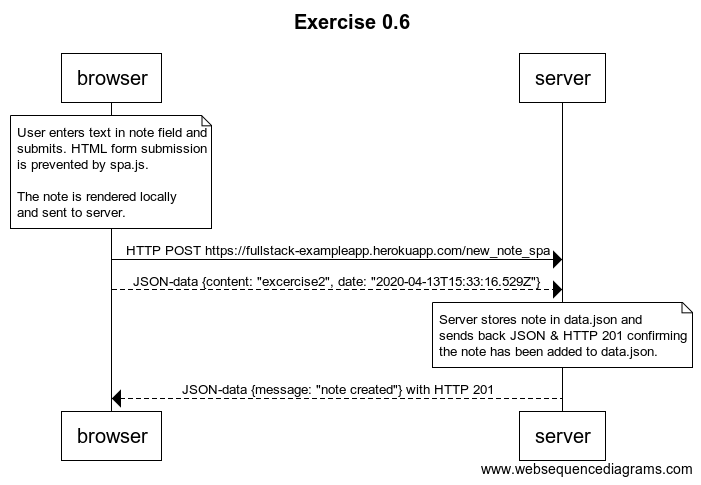 Exercise 0.6
browser
server
User enters text in note field and
submits. HTML form submission
is prevented by spa.js.
The note is rendered locally
and sent to server.
HTTP POST https://fullstack-exampleapp.herokuapp.com/new_note_spa
JSON-data {content: "excercise2", date: "2020-04-13T15:33:16.529Z"}
Server stores note in data.json and
sends back JSON & HTTP 201 confirming
the note has been added to data.json.
JSON-data {message: "note created"} with HTTP 201
browser
server
www.websequencediagrams.com